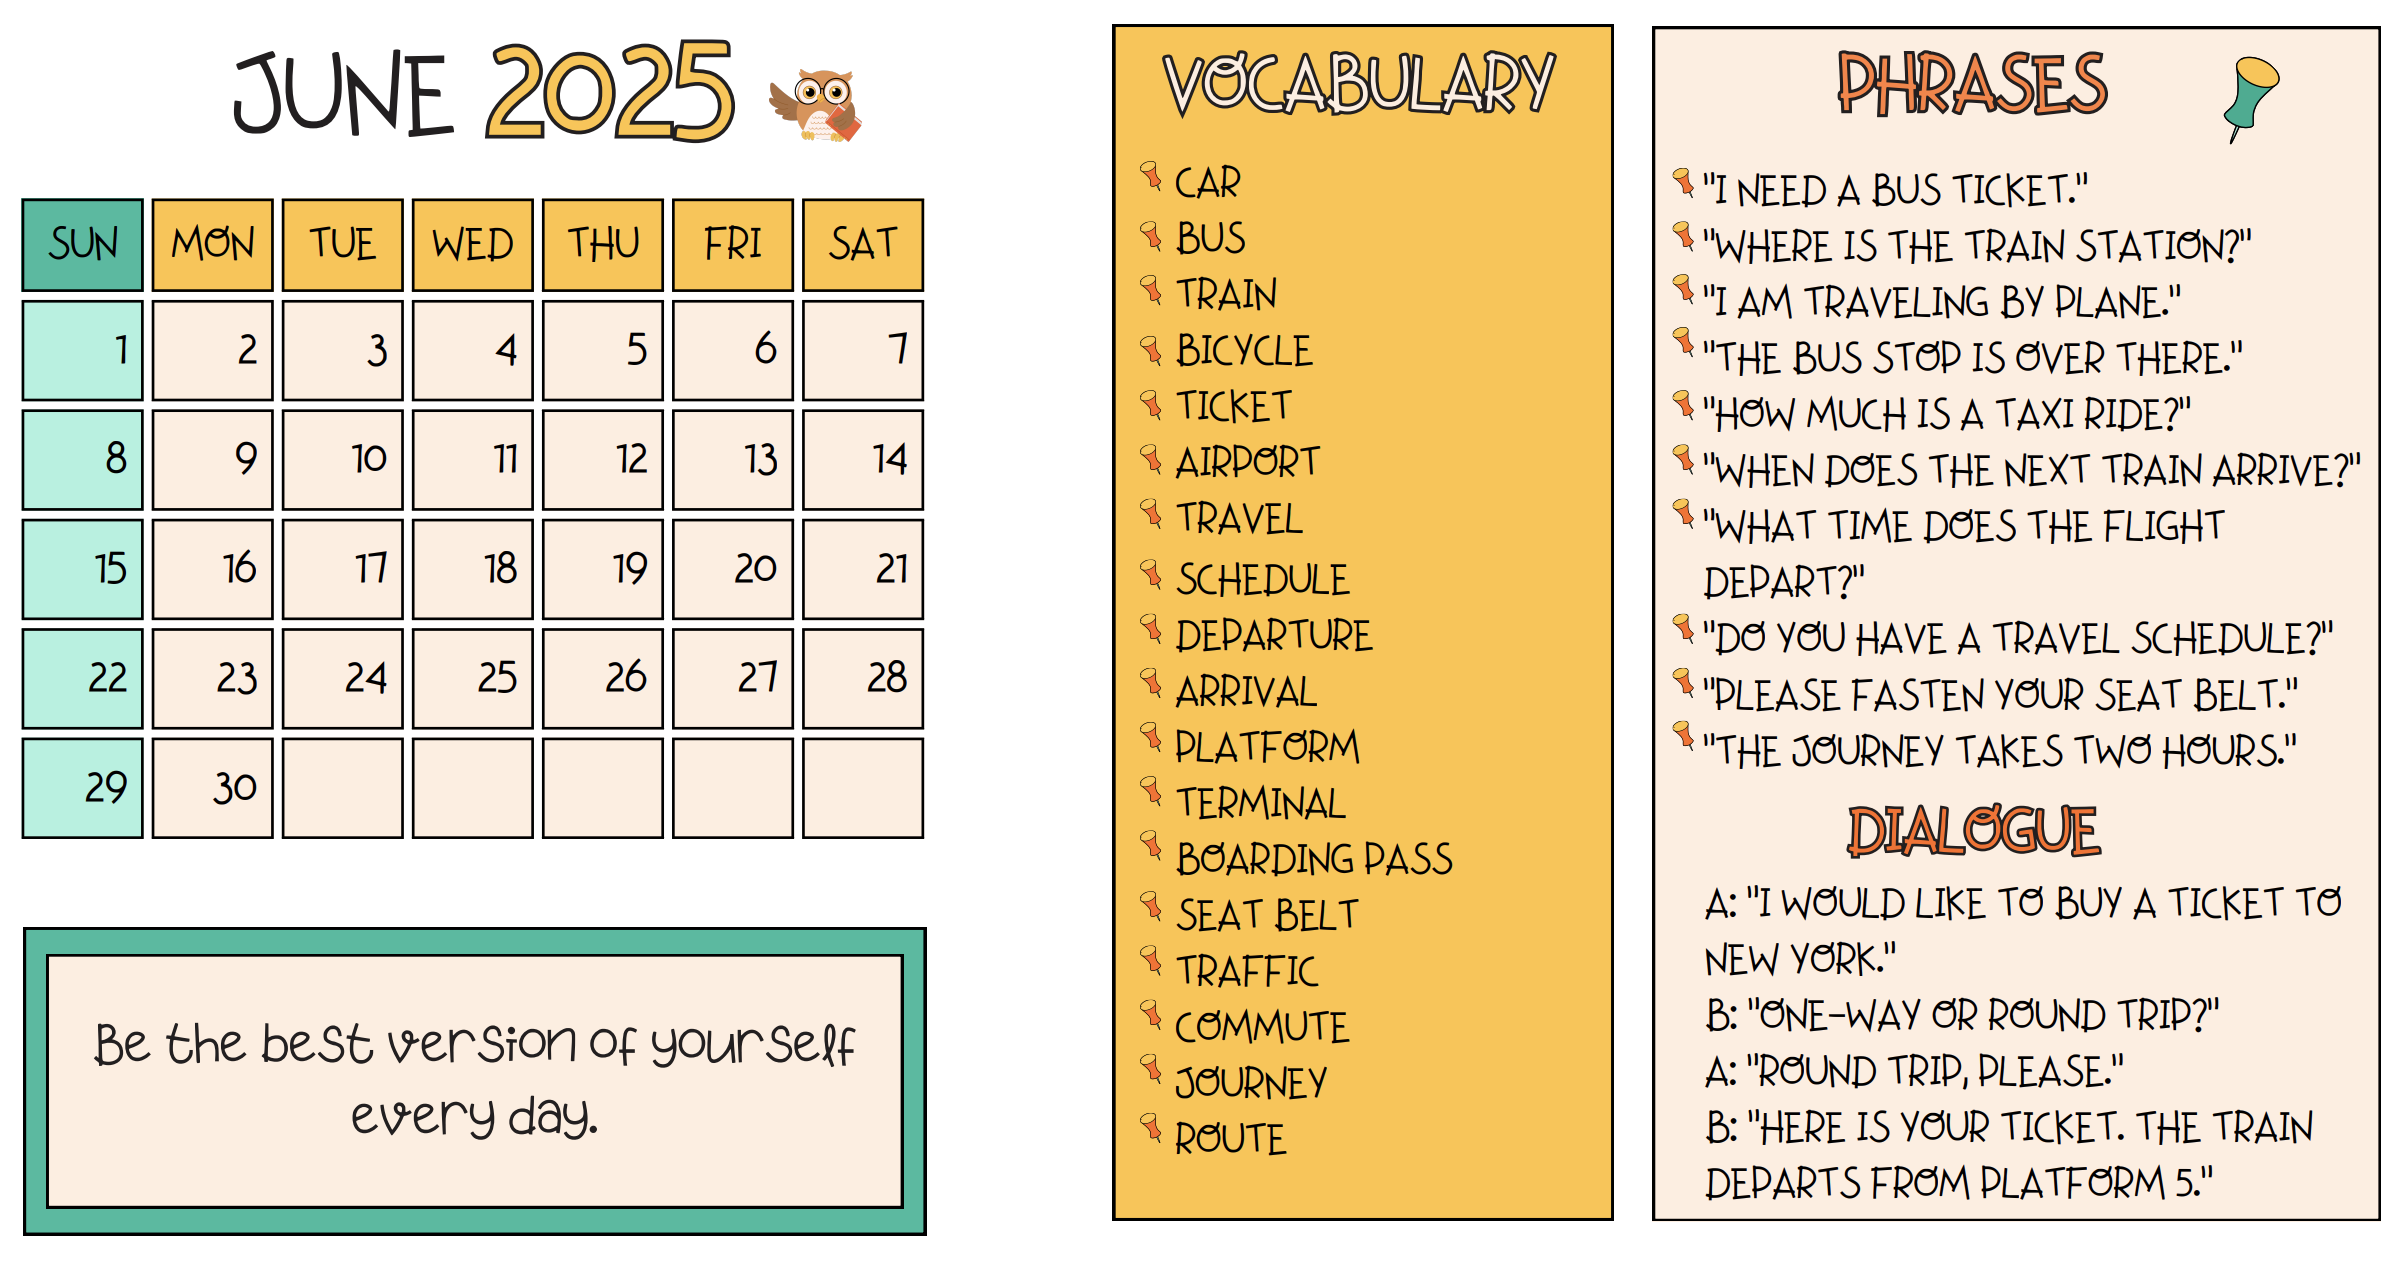 JUNE 2025
SUN MON TUE WED THU FRI SAT
1 2 3 4 5 6 7
8 9 10 11 12 13 14
15 16 17 18 19 20 21
22 23 24 25 26 27 28
29 30
Be the best version of yourself
every day.
VOCABULARY
CAR
BUS
TRAIN
BICYCLE
TICKET
AIRPORT
TRAVEL
SCHEDULE
DEPARTURE
ARRIVAL
PLATFORM
TERMINAL
BOARDING PASS
SEAT BELT
TRAFFIC
COMMUTE
JOURNEY
ROUTE
PHRASES
"I NEED A BUS TICKET."
"WHERE IS THE TRAIN STATION?"
"I AM TRAVELING BY PLANE."
"THE BUS STOP IS OVER THERE."
"HOW MUCH IS A TAXI RIDE?"
"WHEN DOES THE NEXT TRAIN ARRIVE?"
"WHAT TIME DOES THE FLIGHT
DEPART?"
"DO YOU HAVE A TRAVEL SCHEDULE?"
"PLEASE FASTEN YOUR SEAT BELT."
"THE JOURNEY TAKES TWO HOURS."
DIALOGUE
A: "I WOULD LIKE TO BUY A TICKET TO
NEW YORK."
B: "ONE-WAY OR ROUND TRIP?"
A: "ROUND TRIP, PLEASE."
B: "HERE IS YOUR TICKET. THE TRAIN
DEPARTS FROM PLATFORM 5."